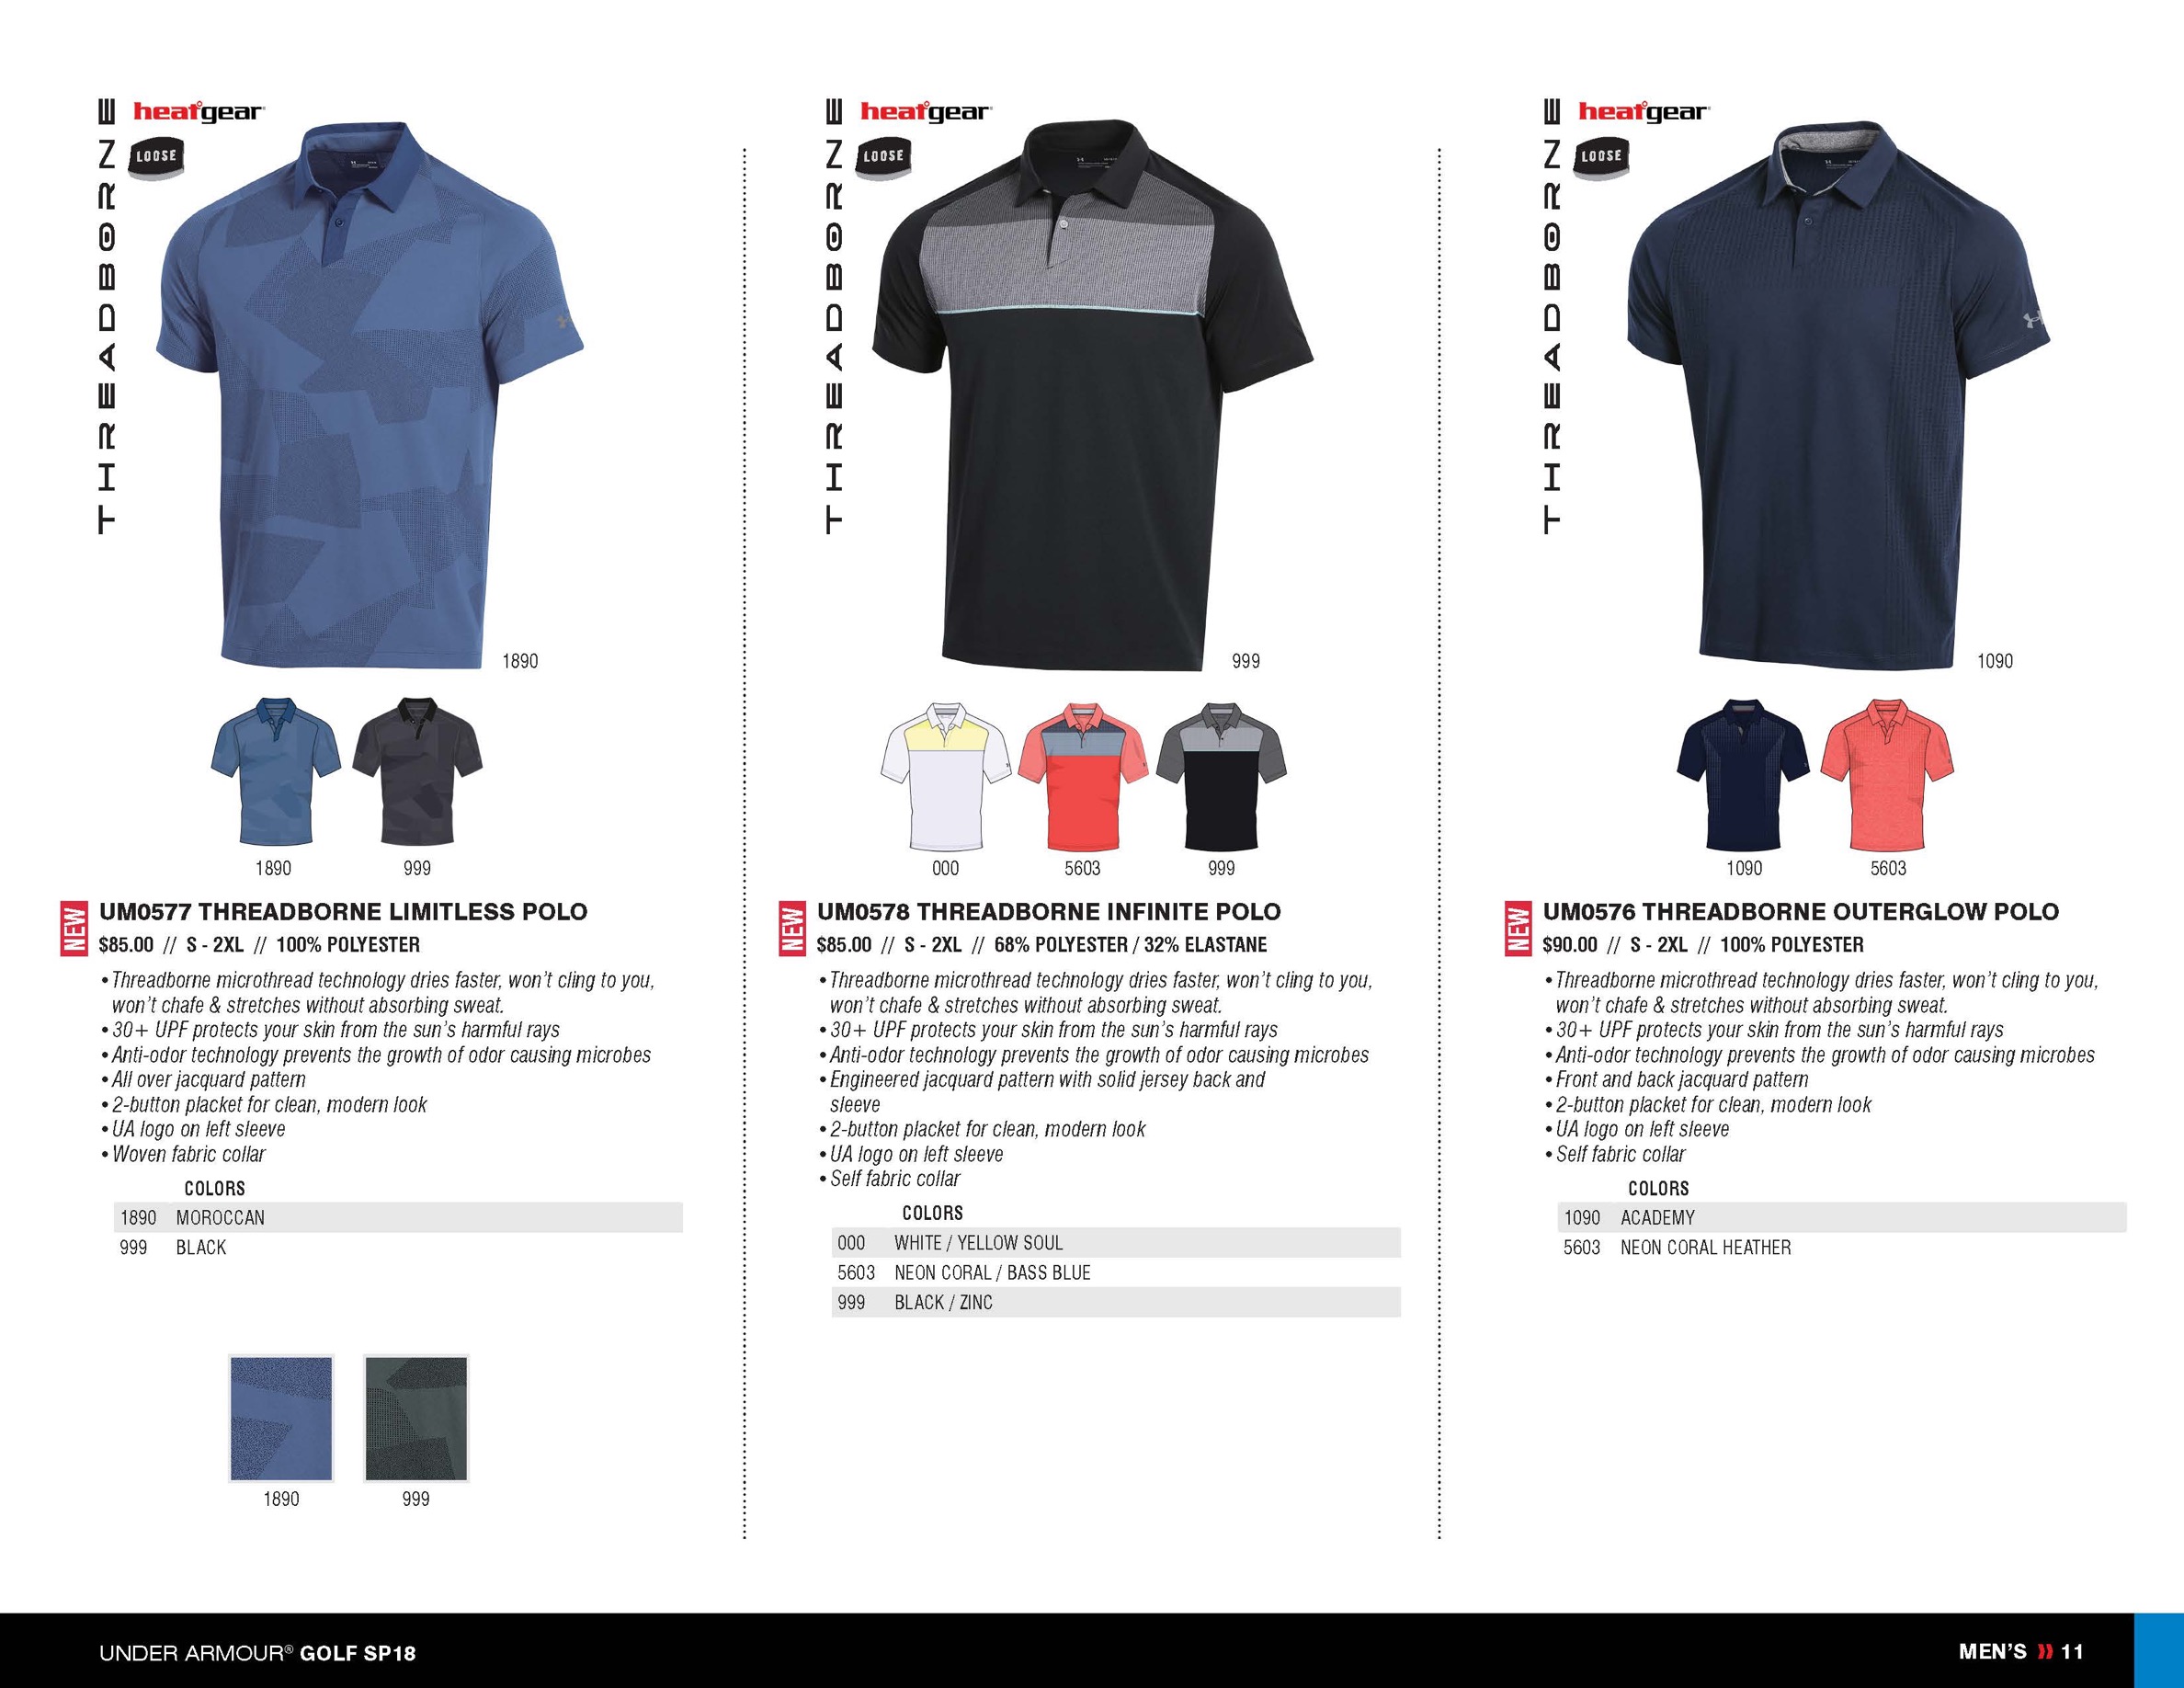 THREADBORNE
heatgear
LOOSE
1890
1890 999
NEW
UM0577 THREADBORNE LIMITLESS POLO
$85.00 // S - 2XL // 100% POLYESTER
• Threadborne microthread technology dries faster, won’t cling to you,
won’t chafe & stretches without absorbing sweat.
• 30+ UPF protects your skin from the sun’s harmful rays
• Anti-odor technology prevents the growth of odor causing microbes
• All over jacquard pattern
• 2-button placket for clean, modern look
• UA logo on left sleeve
• Woven fabric collar
COLORS
1890 MOROCCAN
999 BLACK
1890 999
THREADBORNE
heatgear
LOOSE
999
000 5603 999
NEW
UM0578 THREADBORNE INFINITE POLO
$85.00 // S - 2XL // 68% POLYESTER / 32% ELASTANE
• Threadborne microthread technology dries faster, won’t cling to you,
won’t chafe & stretches without absorbing sweat.
• 30+ UPF protects your skin from the sun’s harmful rays
• Anti-odor technology prevents the growth of odor causing microbes
• Engineered jacquard pattern with solid jersey back and
sleeve
• 2-button placket for clean, modern look
• UA logo on left sleeve
• Self fabric collar
COLORS
000 WHITE / YELLOW SOUL
5603 NEON CORAL / BASS BLUE
999 BLACK / ZINC
THREADBORNE
heatgear
LOOSE
1090
1090 5603
NEW
UM0576 THREADBORNE OUTERGLOW POLO
$90.00 // S - 2XL // 100% POLYESTER
• Threadborne microthread technology dries faster, won’t cling to you,
won’t chafe & stretches without absorbing sweat.
• 30+ UPF protects your skin from the sun’s harmful rays
• Anti-odor technology prevents the growth of odor causing microbes
• Front and back jacquard pattern
• 2-button placket for clean, modern look
• UA logo on left sleeve
• Self fabric collar
COLORS
1090 ACADEMY
5603 NEON CORAL HEATHER
UNDER ARMOUR® GOLF SP18
MEN’S 11